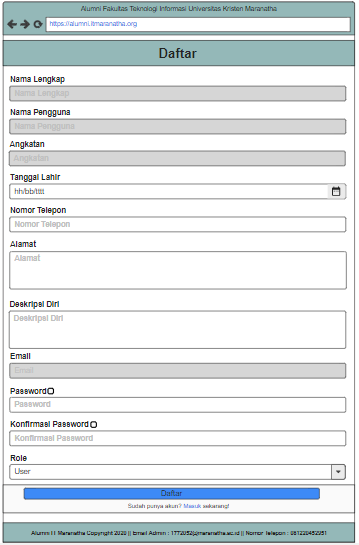 Alumni Fakultas Teknologi Informasi Universitas Kristen Maranatha
https://alumni.itmaranatha.org
Daftar
Nama Lengkap
Nama Lengkap
Nama Pengguna
Nama Pengguna
Angkatan
Angkatan
Tanggal Lahir
hh/bb/tttt
Nomor Telepon
Nomor Telepon
Alamat
Alamat
Deskripsi Diri
Deskripsi Diri
Email
Email
Password
Password
Konfirmasi Password
Konfirmasi Password
Role
User
Daftar
Sudah punya akun? Masuk sekarang!
Alumni IT Maranatha Copyright 2020 || Email Admin : 1772052@maranatha.ac.id || Nomor Telepon :